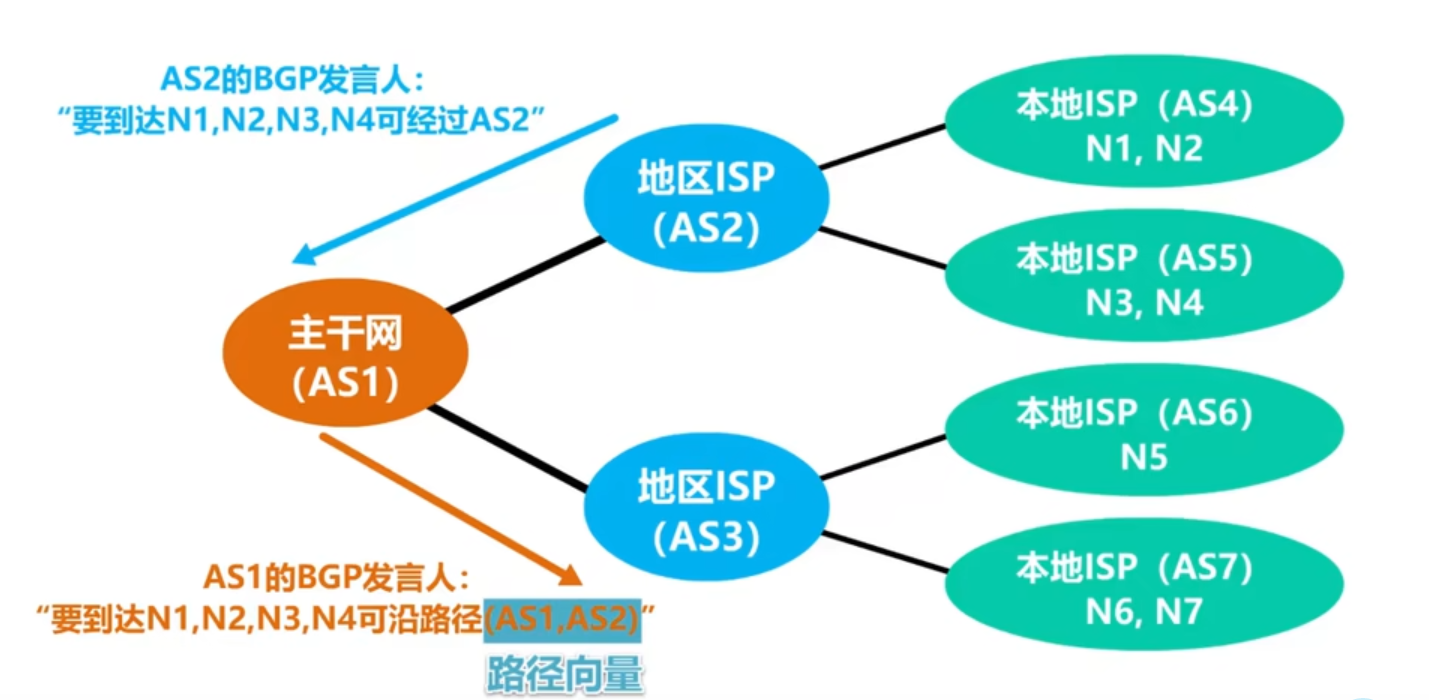 AS2的BGP发言人：
“要到达N1,N2,N3,N4可经过AS2”
地区ISP
（AS2）
本地ISP（AS4）
N1, N2
本地ISP（AS5）
N3, N4
主干网
（AS1）
地区ISP
（AS3）
本地ISP（AS6）
N5
本地ISP（AS7）
N6, N7
AS1的BGP发言人：
“要到达N1,N2,N3,N4可沿路径(AS1,AS2)”
路径向量